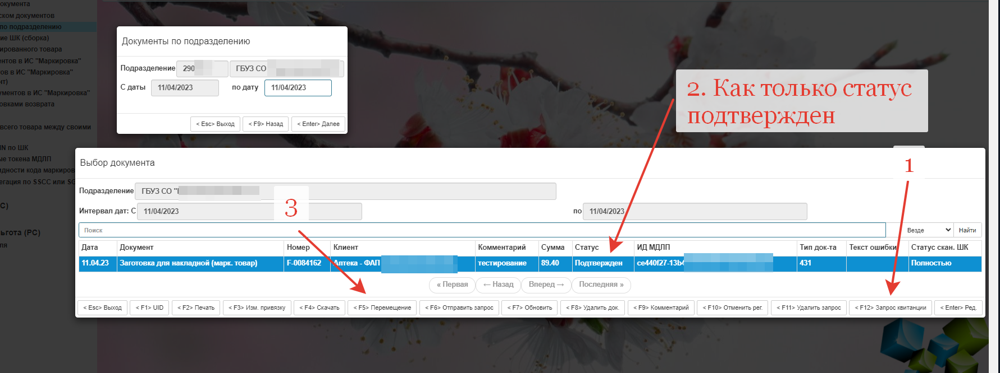 окумента
ском документов
по подразделению
ие ШК (сборка)
ированного товара
ентов в ИС "Маркировка"
тов в ИС "Маркировка"
нт)
ументов в ИС "Маркировка"
овками возврата
всего товара между своими
IN по ШК
ые токена МДЛП
идности кода маркиров
егация по SSCC или SG
С)
ьгота (РС)
ля
Документы по подразделению
Подразделение 290 ГБУЗ СО
С даты 11/04/2023 по дату 11/04/2023
< Esc> Выход < F9> Назад < Enter> Далее
2. Как только статус
подтвержден
1
Выбор документа
Подразделение ГБУЗ СО "
3
Интервал дат: С 11/04/2023 по 11/04/2023
Поиск Везде Найти
Дата Документ Номер Клиент Комментарий Сумма Статус ИД МДЛП Тип док-та Текст ошибки Статус скан. ШК
11.04.23 Заготовка для накладной (марк. товар) F-0084162 Аптека - ФАП тестирование 89.40 Подтвержден ce440f27-13b4 431 Полностью
« Первая ← Назад Вперед → Последняя »
< Esc> Выход < F1> UID < F2> Печать < F3> Изм. привязку < F4> Скачать < F5> Перемещение < F6> Отправить запрос < F7> Обновить < F8> Удалить док. < F9> Комментарий < F10> Отменить рег. < F11> Удалить запрос < F12> Запрос квитанции < Enter> Ред.